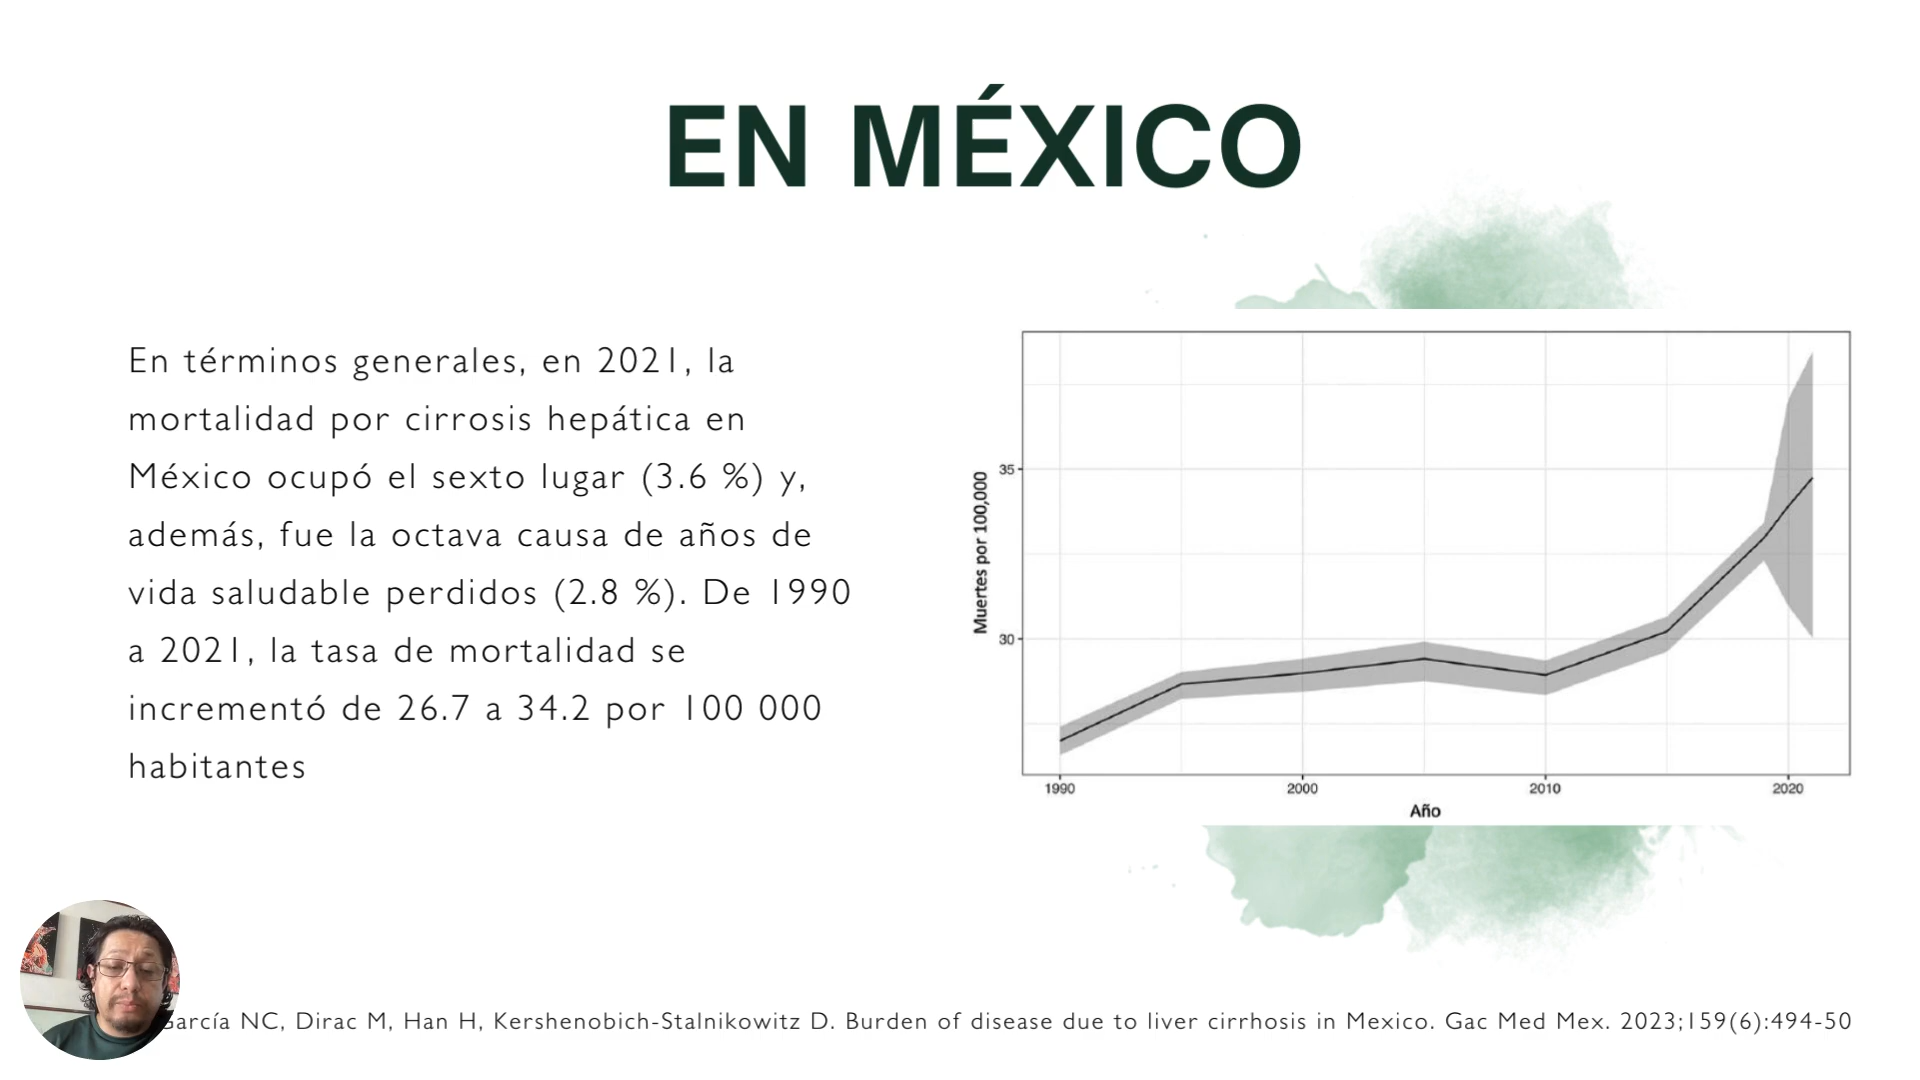 EN MÉXICO
En términos generales, en 2021, la
mortalidad por cirrosis hepática en
México ocupó el sexto lugar (3.6 %) y,
además, fue la octava causa de años de
vida saludable perdidos (2.8 %). De 1990
a 2021, la tasa de mortalidad se
incrementó de 26.7 a 34.2 por 100 000
habitantes
Muertes por 100,000
35
30
1990 2000 2010 2020
Año
García NC, Dirac M, Han H, Kershenobich-Stalnikowitz D. Burden of disease due to liver cirrhosis in Mexico. Gac Med Mex. 2023;159(6):494-50